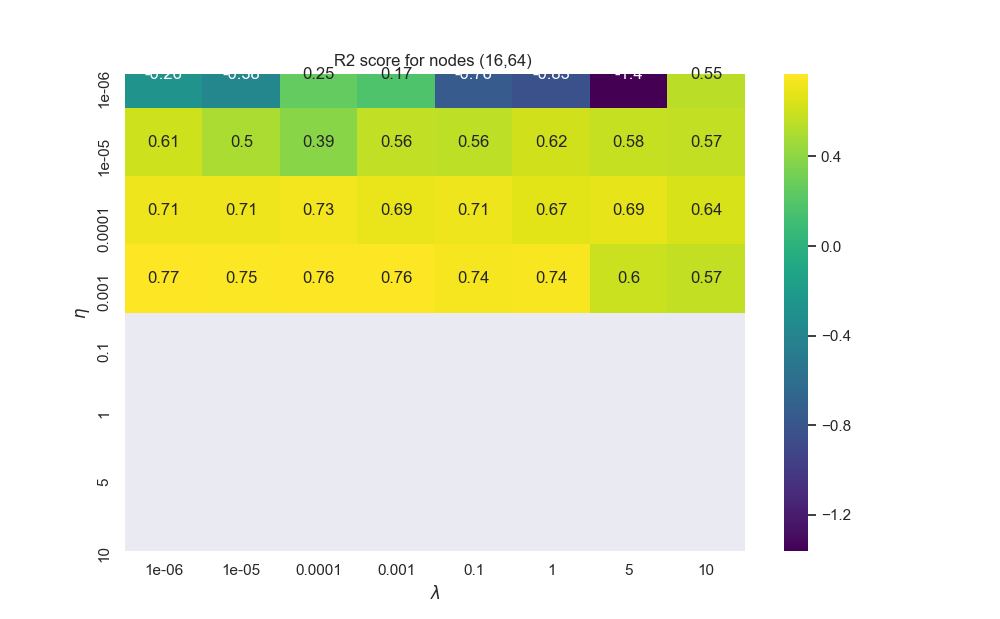 R2 score for nodes (16,64)
1e-06 0.25 0.17 0.55
1e-05 0.61 0.5 0.39 0.56 0.56 0.62 0.58 0.57
0.0001 0.71 0.71 0.73 0.69 0.71 0.67 0.69 0.64
0.001 0.77 0.75 0.76 0.76 0.74 0.74 0.6 0.57
η
0.1
1
5
10
1e-06 1e-05 0.0001 0.001 0.1 1 5 10
λ
0.4
0.0
−0.4
−0.8
−1.2